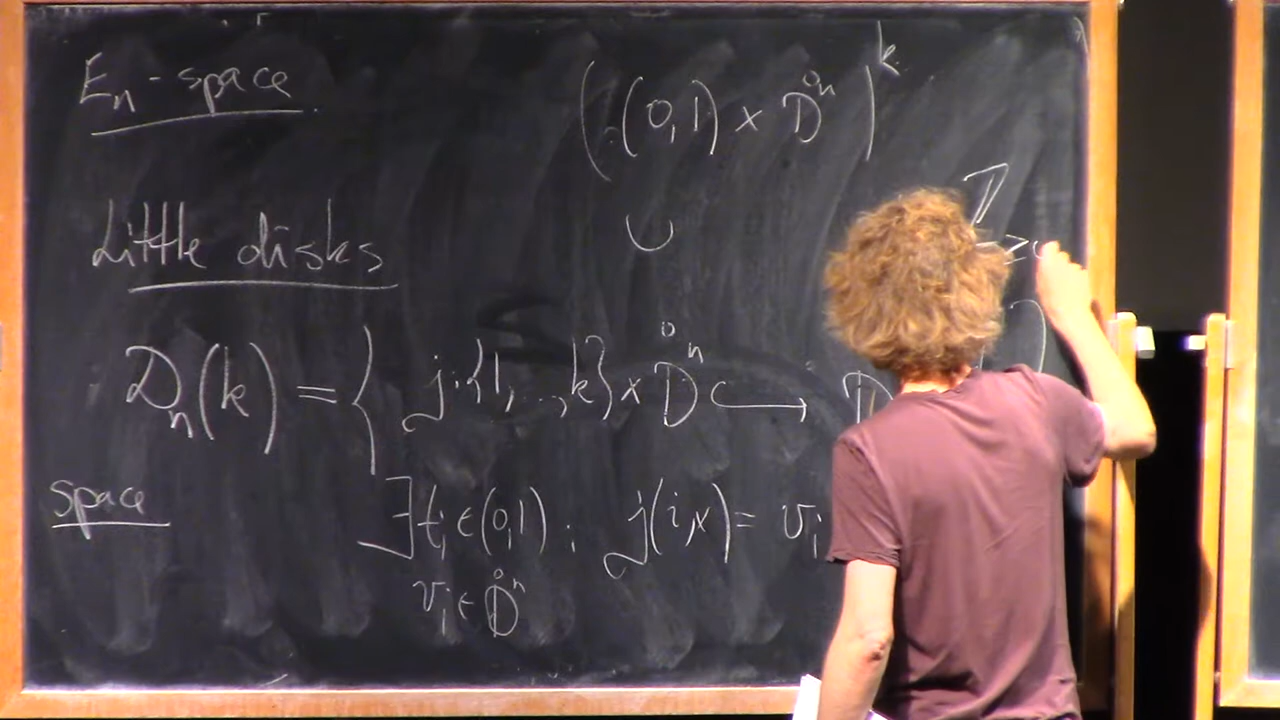 Eₙ-space
((0,1) × D̊ⁿ)ᵏ
∪
Little disks
Dₙ(k) = { j: {1,..,k} × D̊ⁿ ↪ D
space
∃ tᵢ ∈ (0,1), j(i,x) = vᵢ
vᵢ ∈ D̊ⁿ